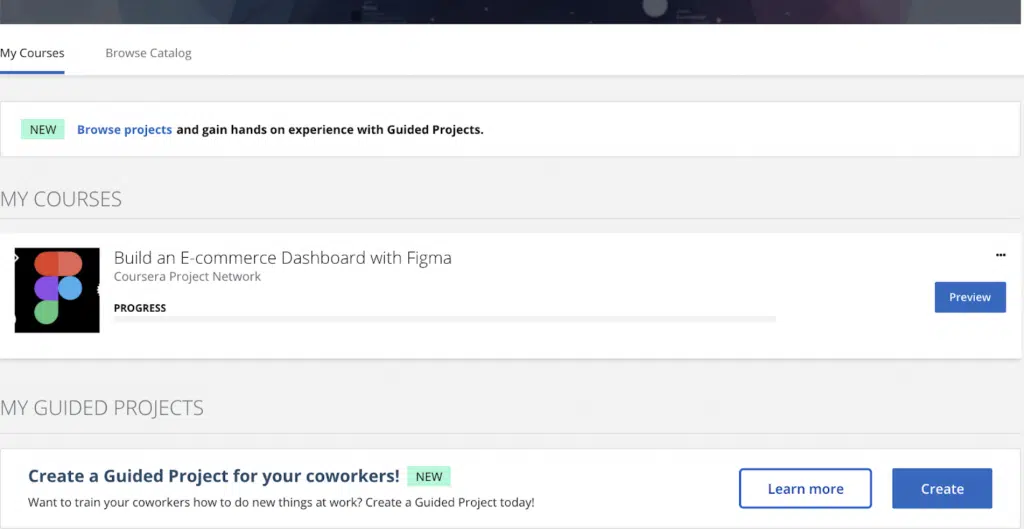 My Courses
Browse Catalog
NEW
Browse projects and gain hands on experience with Guided Projects.
MY COURSES
Build an E-commerce Dashboard with Figma
Coursera Project Network
PROGRESS
Preview
MY GUIDED PROJECTS
Create a Guided Project for your coworkers! NEW
Want to train your coworkers how to do new things at work? Create a Guided Project today!
Learn more
Create